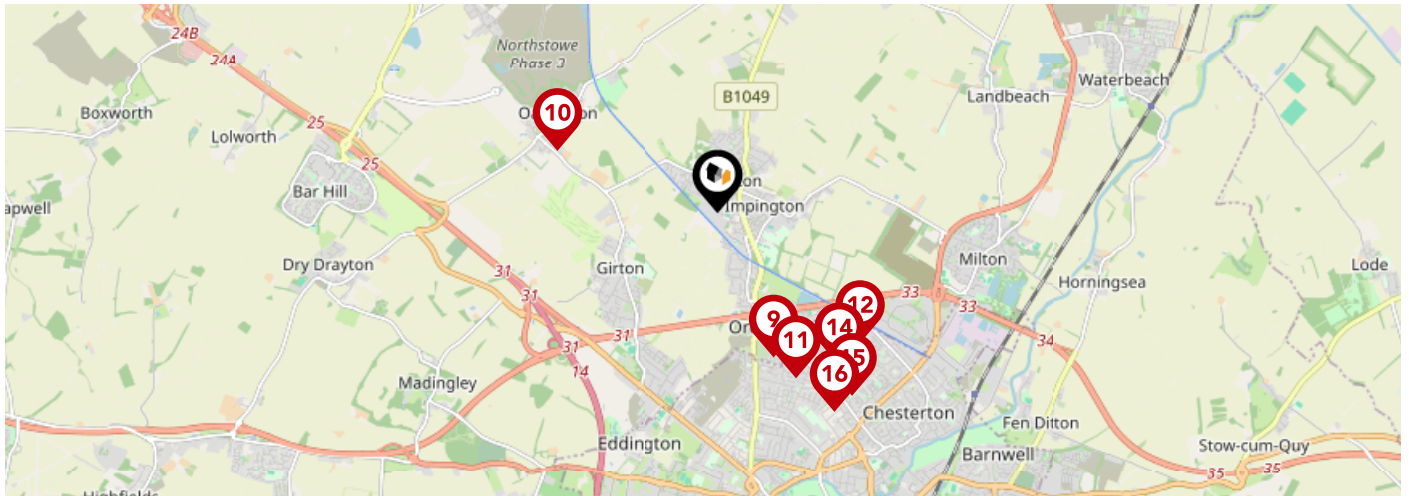 24B
24A
Northstowe
Phase 3
Waterbeach
Boxworth
B1049
Landbeach
10
25
Lolworth
25
Bar Hill
Impington
Milton
Dry Drayton
Girton
Lode
31
Horningsea
31
33
12
33
9
14
31
11
34
31
15
14
16
Madingley
Chesterton
Fen Ditton
Eddington
Stow-cum-Quy
Barnwell
35
35